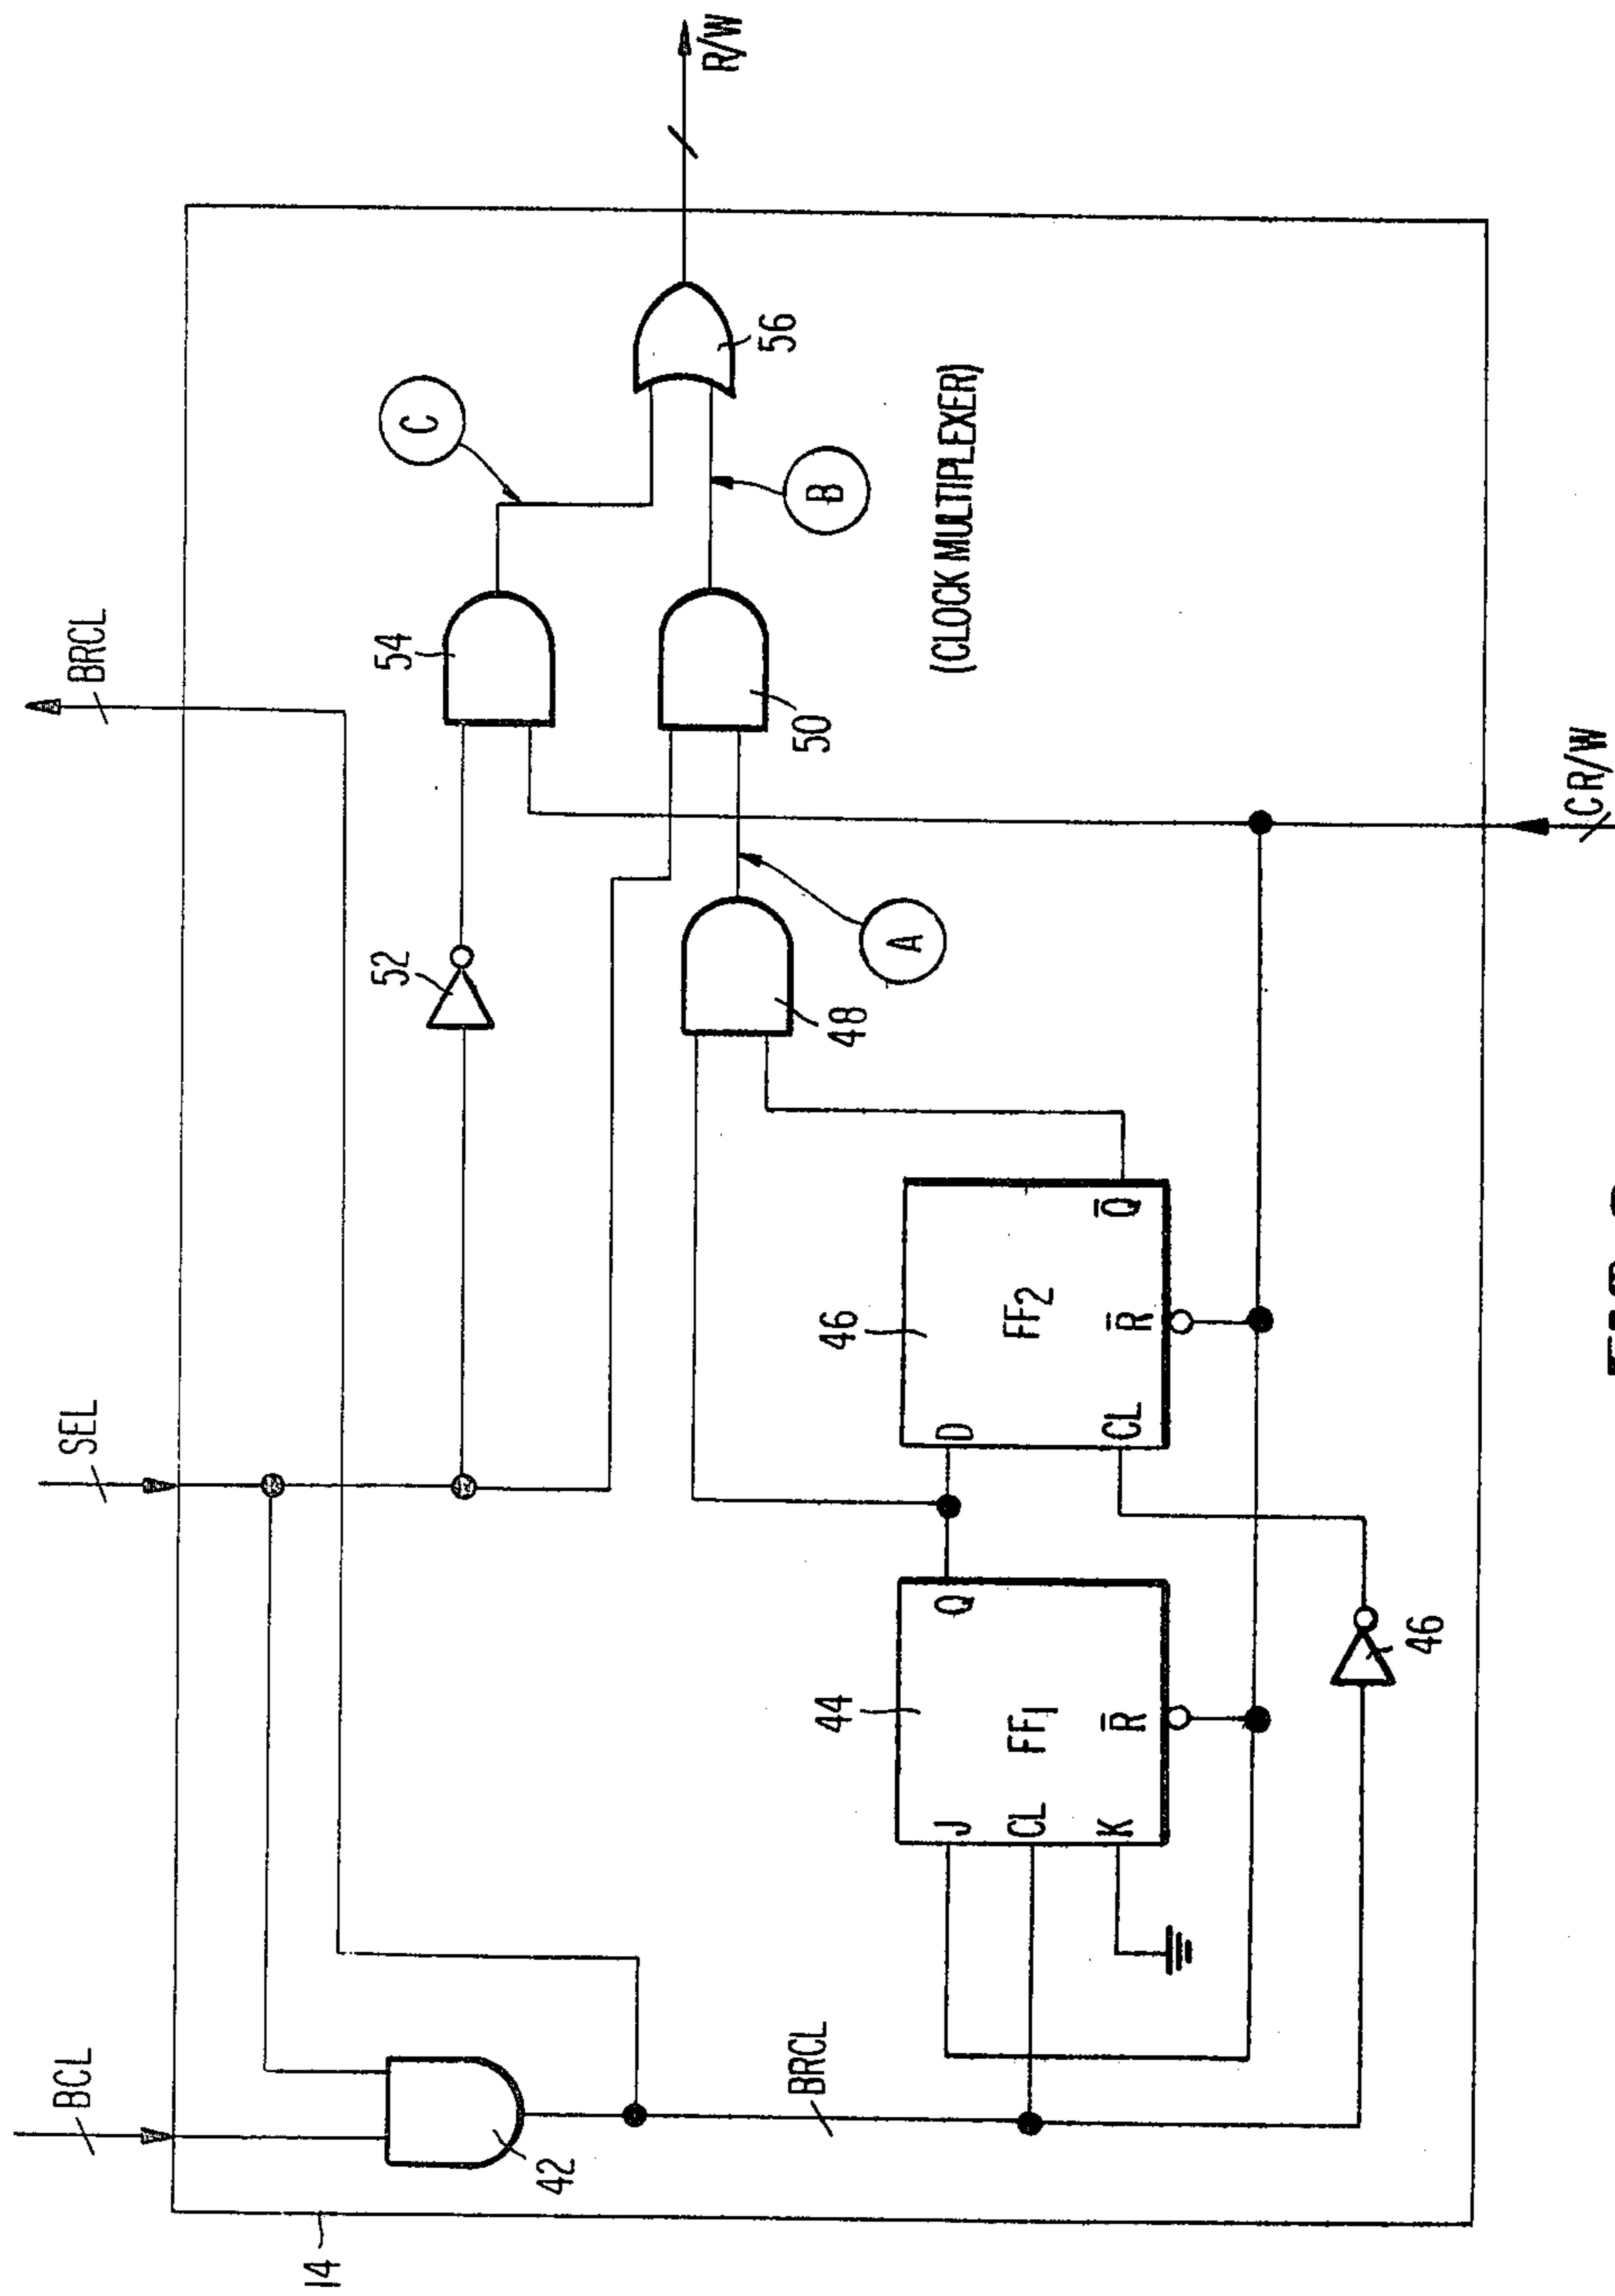 14
BCL
SEL
BRCL
42
BRCL
52
54
C
R/W̅
56
B
50
A
48
(CLOCK MULTIPLEXER)
44
J
CL
K
FF1
Q
R̅
46
D
CL
FF2
Q̅
R̅
46
CR/W